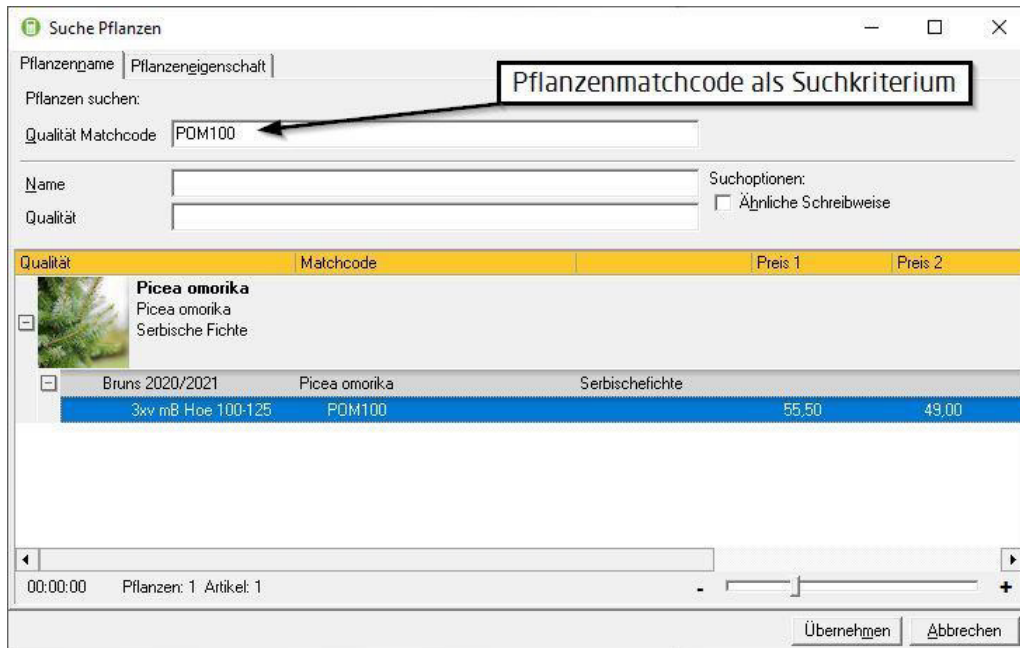 Suche Pflanzen
Pflanzenname Pflanzeneigenschaft
Pflanzenmatchcode als Suchkriterium
Pflanzen suchen:
Qualität Matchcode POM100
Name
Suchoptionen:
Ähnliche Schreibweise
Qualität
Qualität Matchcode Preis 1 Preis 2
Picea omorika
Picea omorika
Serbische Fichte
Bruns 2020/2021 Picea omorika Serbischefichte
3xv mB Hoe 100-125 POM100 55,50 49,00
00:00:00 Pflanzen: 1 Artikel: 1 - +
Übernehmen Abbrechen